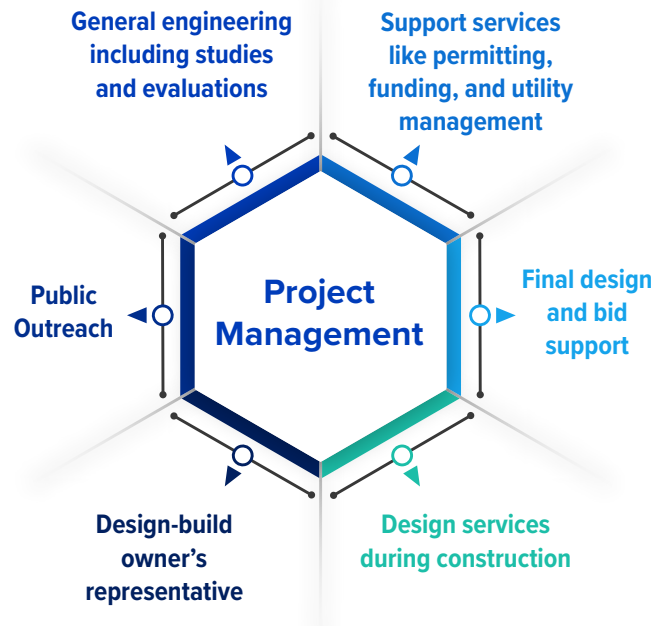 General engineering
including studies
and evaluations
Support services
like permitting,
funding, and utility
management
Public
Outreach
Project
Management
Final design
and bid
support
Design-build
owner's
representative
Design services
during construction